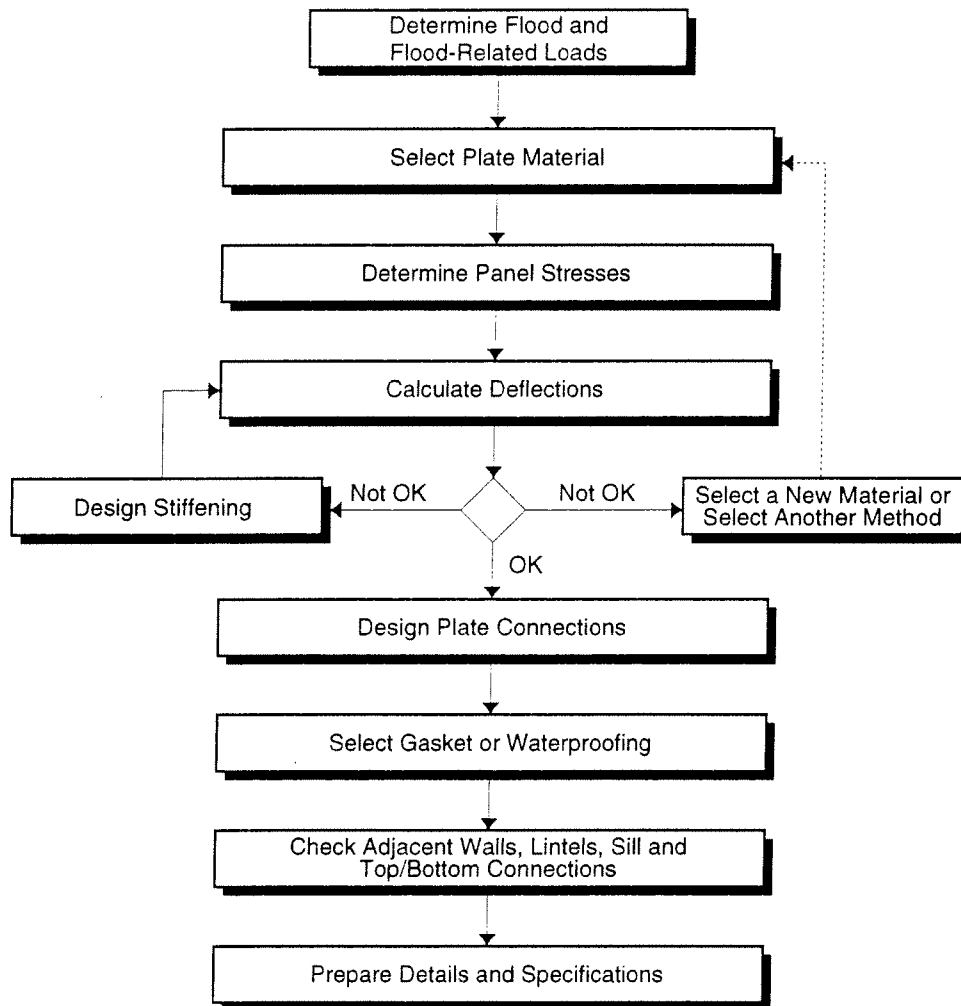 Determine Flood and
Flood-Related Loads
Select Plate Material
Determine Panel Stresses
Calculate Deflections
Design Stiffening
Not OK
Not OK
Select a New Material or
Select Another Method
OK
Design Plate Connections
Select Gasket or Waterproofing
Check Adjacent Walls, Lintels, Sill and
Top/Bottom Connections
Prepare Details and Specifications